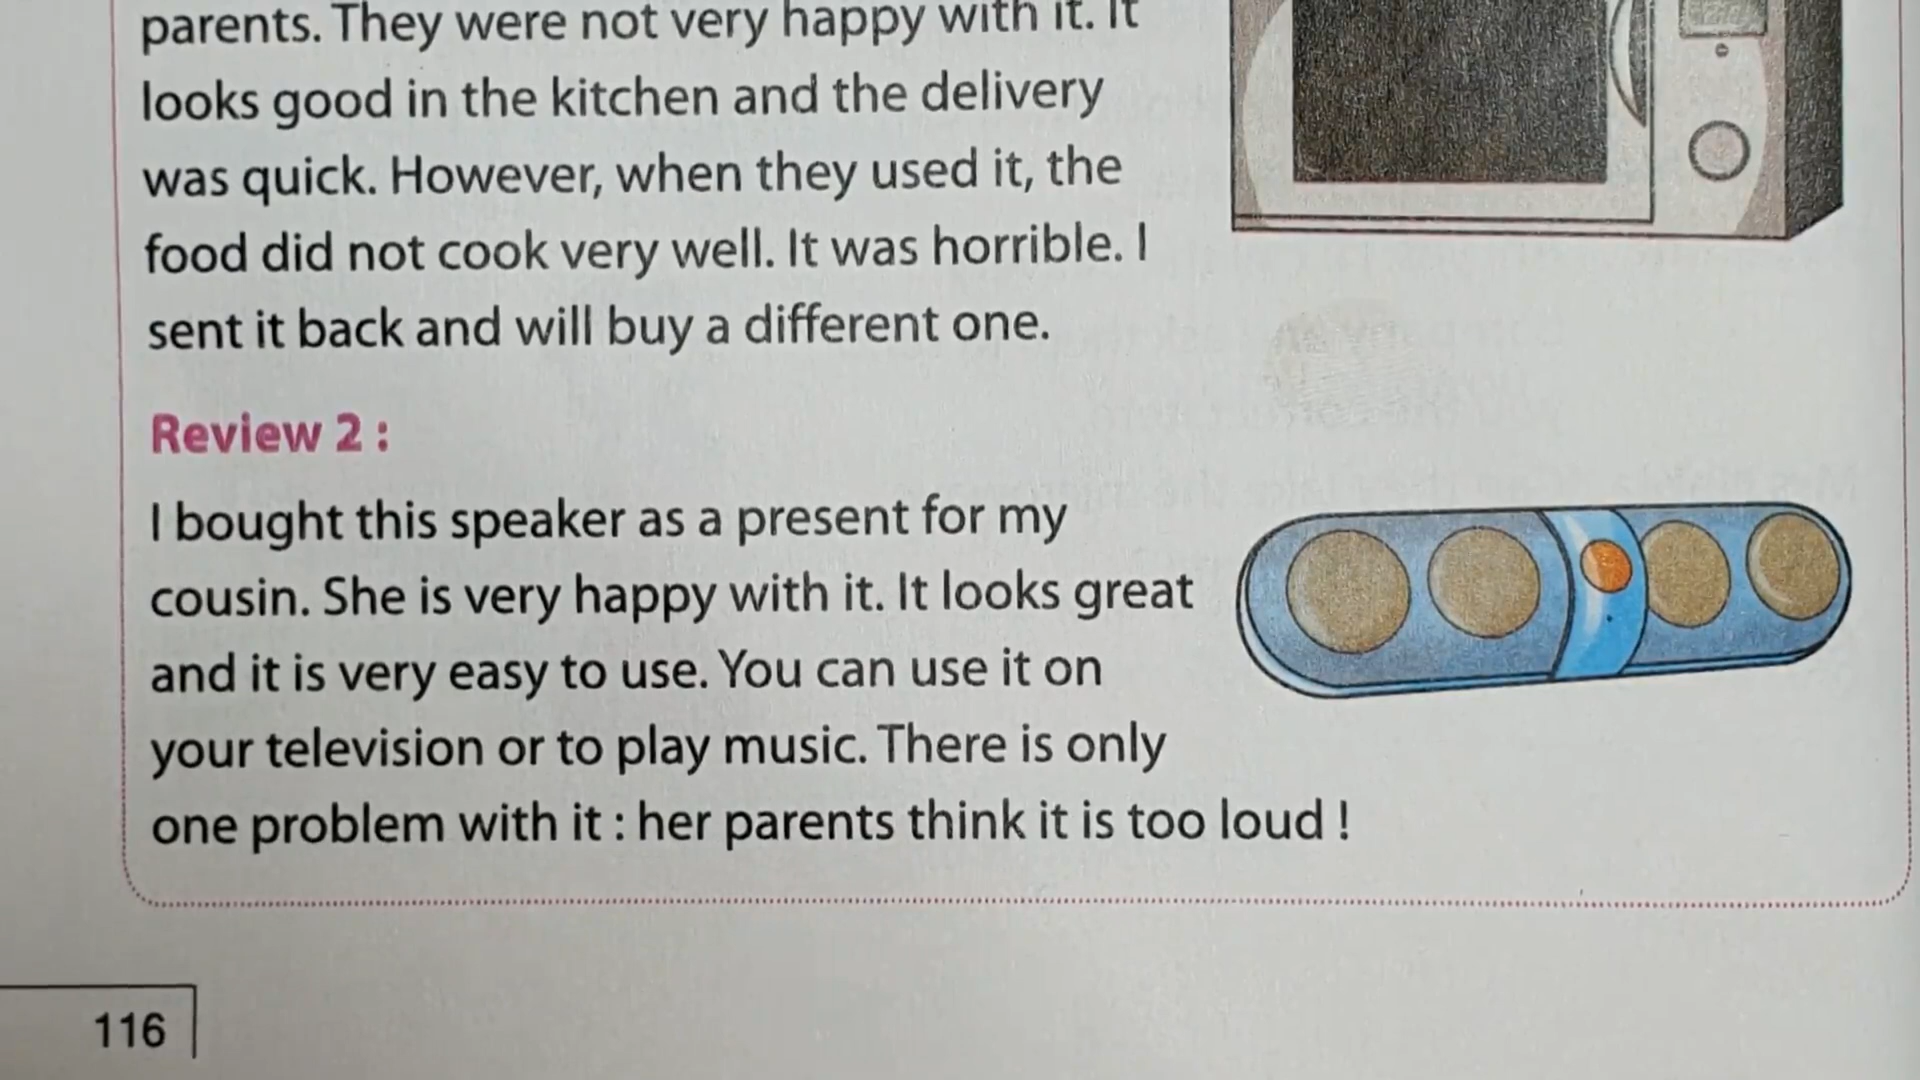 parents. They were not very happy with it. It
looks good in the kitchen and the delivery
was quick. However, when they used it, the
food did not cook very well. It was horrible. I
sent it back and will buy a different one.
Review 2 :
I bought this speaker as a present for my
cousin. She is very happy with it. It looks great
and it is very easy to use. You can use it on
your television or to play music. There is only
one problem with it : her parents think it is too loud !
116